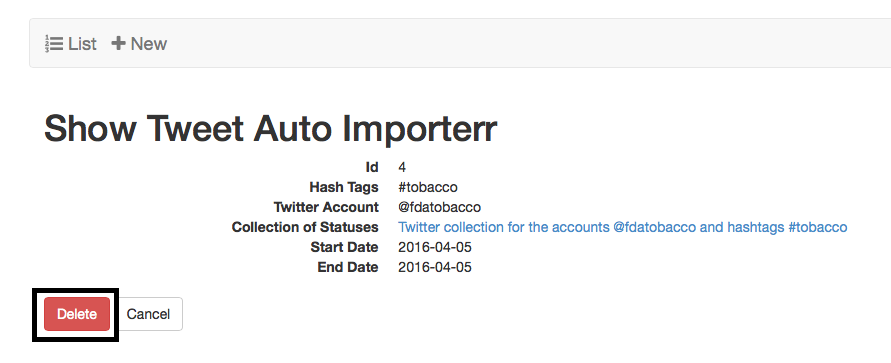 List New
Show Tweet Auto Importerr
Id 4
Hash Tags #tobacco
Twitter Account @fdatobacco
Collection of Statuses Twitter collection for the accounts @fdatobacco and hashtags #tobacco
Start Date 2016-04-05
End Date 2016-04-05
Delete Cancel